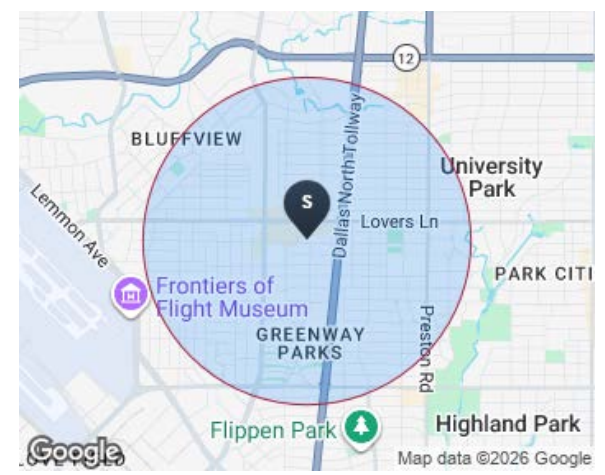 12
BLUFFVIEW
Dallas North Tollway
University
Park
S
Lemmon Ave
Lovers Ln
PARK CITI
Frontiers of
Flight Museum
GREENWAY
PARKS
Preston Rd
Flippen Park
Highland Park
Google
Map data ©2026 Google